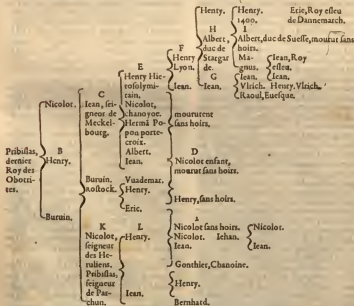 Henry. Henry. Eric, Roy esleu
1400. de Dannemarch.
H I
F Albert, Albert, duc de Suesse, mourut sans
Henry duc de hoirs.
Lyon. Stargar Ma- Jean, Roy
de. gnus. esleu.
E G Iean. Iean.
Henry Hie- Iean. Vlrich. Henry. Vlrich.
rosolymi- Raoul, Euesque.
C tain,
Iean, sei- Nicolot,
Nicolot. gneur de chanoyne. moururent
Meckel- Hermã Po- sans hoirs.
bourg. pon porte-
croix.
Albert. D
Pribislas, B Iean. Nicolot enfant,
dernier Henry. mourut sans hoirs.
Roy des
Obotri- Buruin. Vuademar.
tes. Rostock. Henry. Henry, sans hoirs.
Eric.
Buruin. K L
Nicolot, Henry. Nicolot sans hoirs. Nicolot.
seigneur Nicolot. Iehan.
des He- Iean. Iean.
ruliens.
Pribislas, Gonthier, Chanoine.
seigneur
de Par- Henry.
chun. Iean.
Bernhard.